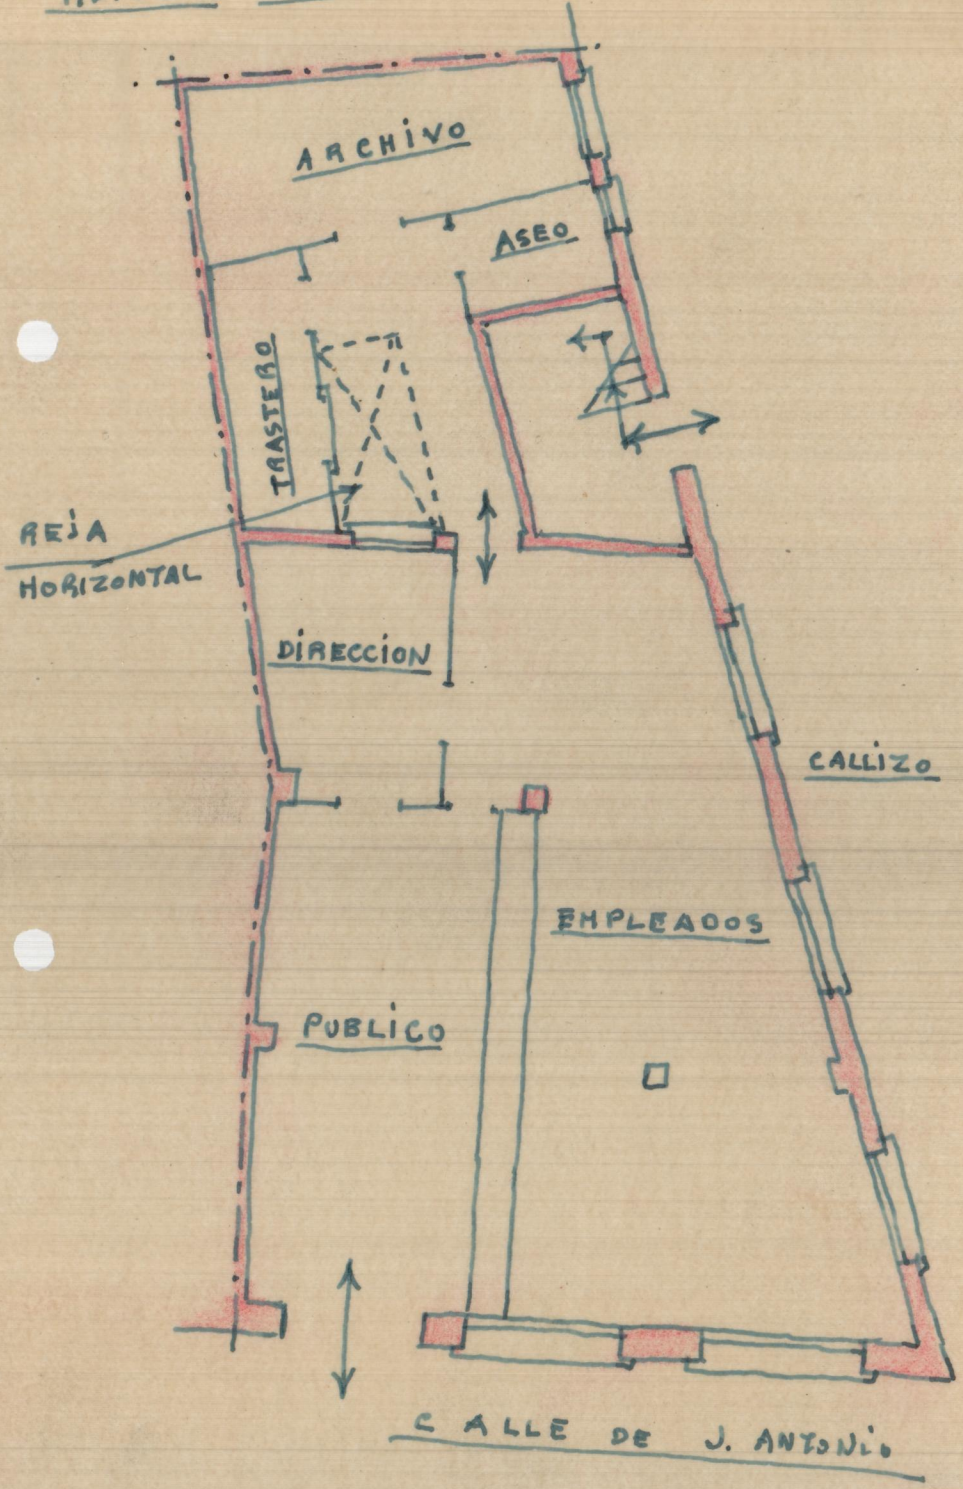 ARCHiVO
ASEO
TRASTERO
REjA
HORIZONTAL
DiRECCION
CALLiZO
EMPLEADOS
PUBLiCO
CALLE DE J. ANTONiO